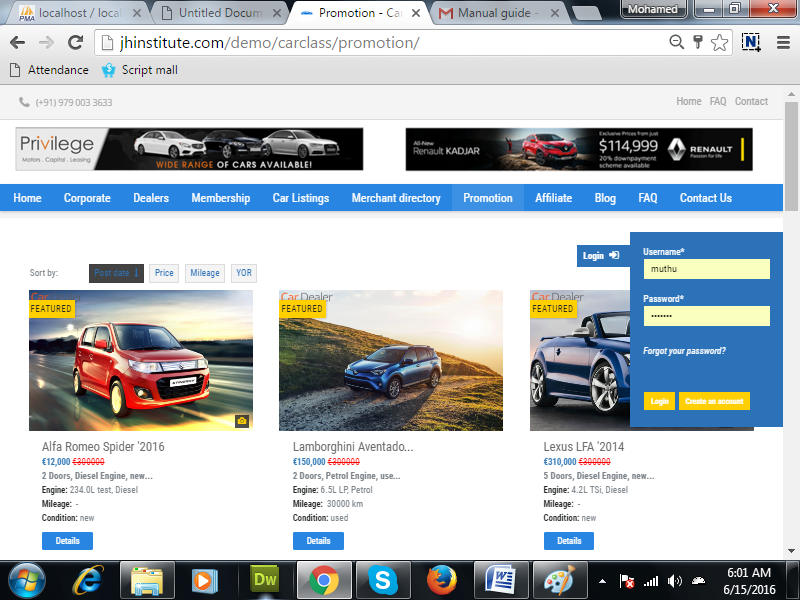 localhost / local
Untitled Docum
Promotion - Ca
Manual guide -
Mohamed
jhinstitute.com/demo/carclass/promotion/
Attendance
Script mall
(+91) 979 003 3633
Home FAQ Contact
Privilege
Motors . Capital . Leasing
WIDE RANGE OF CARS AVAILABLE!
All-New
Renault KADJAR
Exclusive Prices from just
$114,999
20% downpayment
scheme available
RENAULT
Passion for life
Home Corporate Dealers Membership Car Listings Merchant directory Promotion Affiliate Blog FAQ Contact Us
Login
Username*
muthu
Password*
Forgot your password?
Login Create an account
Sort by: Post date Price Mileage YOR
FEATURED
Alfa Romeo Spider '2016
€12,000 €300000
2 Doors, Diesel Engine, new...
Engine: 234.0L test, Diesel
Mileage: -
Condition: new
Details
Car Dealer
FEATURED
Lamborghini Aventado...
€150,000 €300000
2 Doors, Petrol Engine, use...
Engine: 6.5L LP, Petrol
Mileage: 30000 km
Condition: used
Details
Car Dealer
FEATURED
Lexus LFA '2014
€310,000 €300000
5 Doors, Diesel Engine, new...
Engine: 4.2L TSi, Diesel
Mileage: -
Condition: new
Details
Dw
6:01 AM
6/15/2016